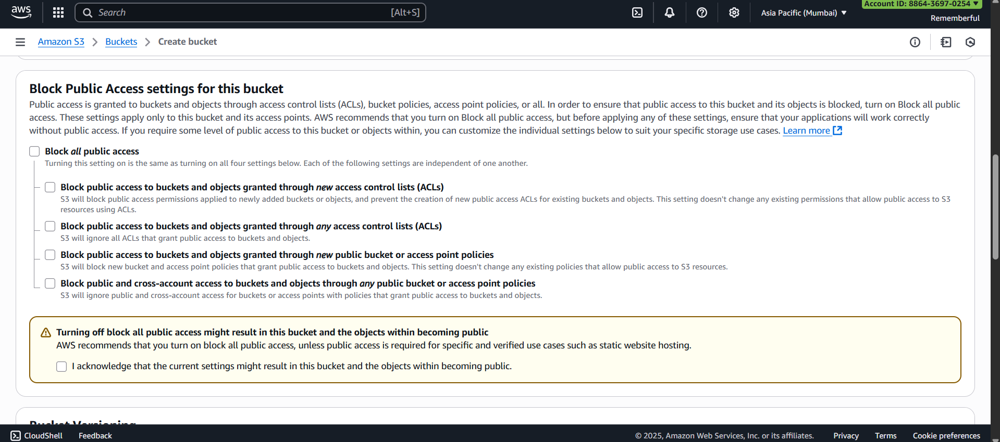 aws
Search
[Alt+S]
Asia Pacific (Mumbai)
Account ID: 8864-3697-0254
Rememberful
Amazon S3 > Buckets > Create bucket
Block Public Access settings for this bucket
Public access is granted to buckets and objects through access control lists (ACLs), bucket policies, access point policies, or all. In order to ensure that public access to this bucket and its objects is blocked, turn on Block all public
access. These settings apply only to this bucket and its access points. AWS recommends that you turn on Block all public access, but before applying any of these settings, ensure that your applications will work correctly
without public access. If you require some level of public access to this bucket or objects within, you can customize the individual settings below to suit your specific storage use cases. Learn more
Block all public access
Turning this setting on is the same as turning on all four settings below. Each of the following settings are independent of one another.
Block public access to buckets and objects granted through new access control lists (ACLs)
S3 will block public access permissions applied to newly added buckets or objects, and prevent the creation of new public access ACLs for existing buckets and objects. This setting doesn't change any existing permissions that allow public access to S3
resources using ACLs.
Block public access to buckets and objects granted through any access control lists (ACLs)
S3 will ignore all ACLs that grant public access to buckets and objects.
Block public access to buckets and objects granted through new public bucket or access point policies
S3 will block new bucket and access point policies that grant public access to buckets and objects. This setting doesn't change any existing policies that allow public access to S3 resources.
Block public and cross-account access to buckets and objects through any public bucket or access point policies
S3 will ignore public and cross-account access for buckets or access points with policies that grant public access to buckets and objects.
Turning off block all public access might result in this bucket and the objects within becoming public
AWS recommends that you turn on block all public access, unless public access is required for specific and verified use cases such as static website hosting.
I acknowledge that the current settings might result in this bucket and the objects within becoming public.
Bucket Versioning
CloudShell
Feedback
© 2025, Amazon Web Services, Inc. or its affiliates.
Privacy
Terms
Cookie preferences